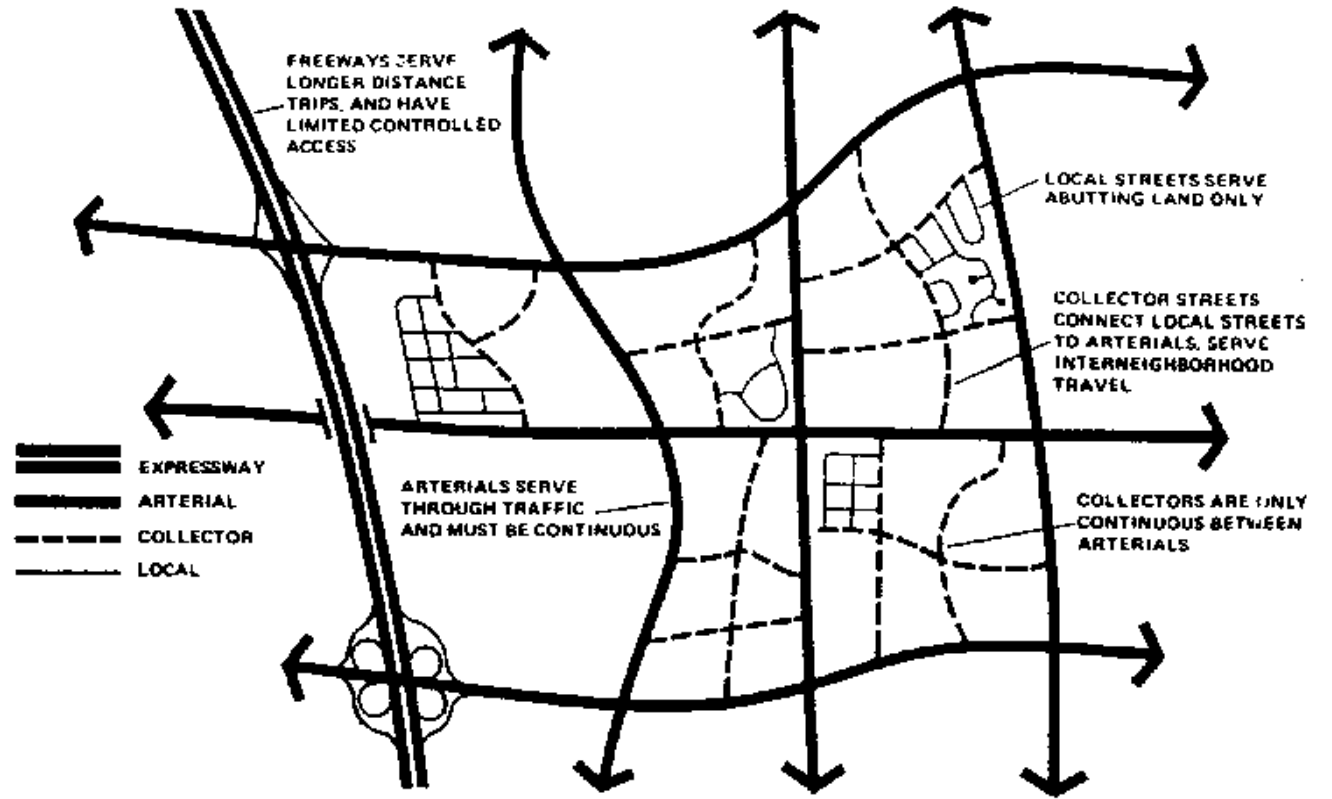 FREEWAYS SERVE
LONGER DISTANCE
TRIPS, AND HAVE
LIMITED CONTROLLED
ACCESS
LOCAL STREETS SERVE
ABUTTING LAND ONLY
COLLECTOR STREETS
CONNECT LOCAL STREETS
TO ARTERIALS, SERVE
INTERNEIGHBORHOOD
TRAVEL
EXPRESSWAY
ARTERIAL
COLLECTOR
LOCAL
ARTERIALS SERVE
THROUGH TRAFFIC
AND MUST BE CONTINUOUS
COLLECTORS ARE ONLY
CONTINUOUS BETWEEN
ARTERIALS